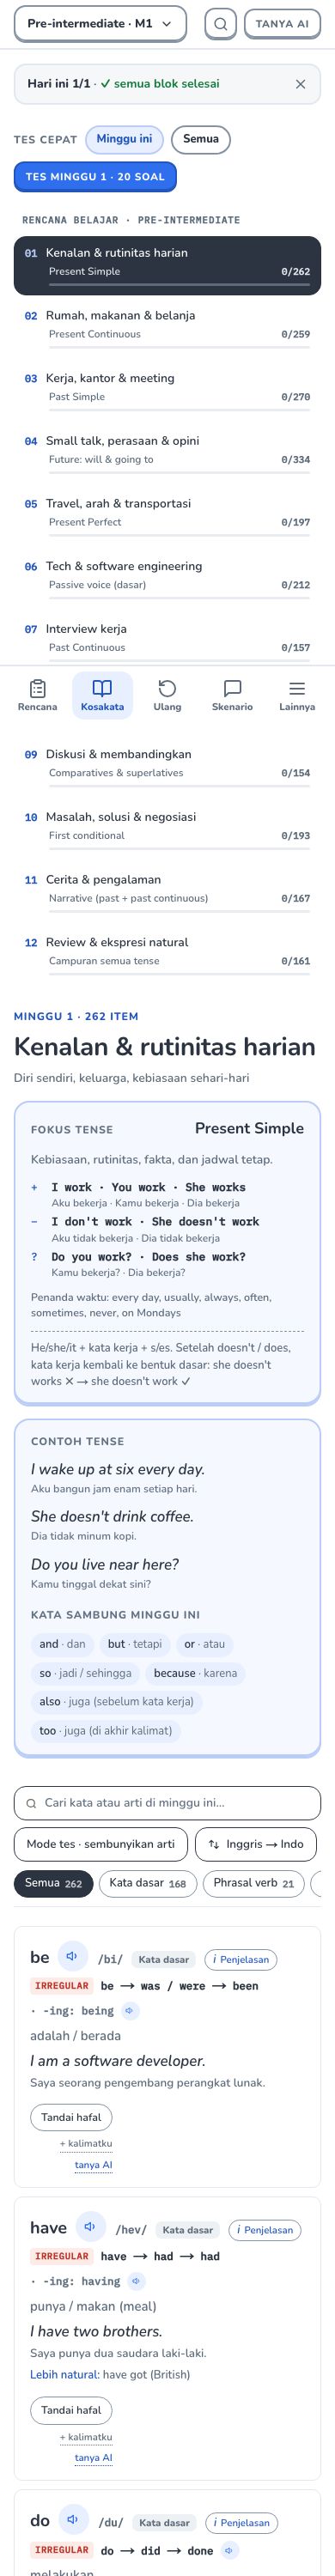 Pre-intermediate · M1
TANYA AI
Hari ini 1/1 · ✓ semua blok selesai
TES CEPAT Minggu ini Semua
TES MINGGU 1 · 20 SOAL
RENCANA BELAJAR · PRE-INTERMEDIATE
01 Kenalan & rutinitas harian
Present Simple 0/262
02 Rumah, makanan & belanja
Present Continuous 0/259
03 Kerja, kantor & meeting
Past Simple 0/270
04 Small talk, perasaan & opini
Future: will & going to 0/334
05 Travel, arah & transportasi
Present Perfect 0/197
06 Tech & software engineering
Passive voice (dasar) 0/212
07 Interview kerja
Past Continuous 0/157
Rencana Kosakata Ulang Skenario Lainnya
09 Diskusi & membandingkan
Comparatives & superlatives 0/154
10 Masalah, solusi & negosiasi
First conditional 0/193
11 Cerita & pengalaman
Narrative (past + past continuous) 0/167
12 Review & ekspresi natural
Campuran semua tense 0/161
MINGGU 1 · 262 ITEM
Kenalan & rutinitas harian
Diri sendiri, keluarga, kebiasaan sehari-hari
FOKUS TENSE Present Simple
Kebiasaan, rutinitas, fakta, dan jadwal tetap.
+ I work · You work · She works
Aku bekerja · Kamu bekerja · Dia bekerja
− I don't work · She doesn't work
Aku tidak bekerja · Dia tidak bekerja
? Do you work? · Does she work?
Kamu bekerja? · Dia bekerja?
Penanda waktu: every day, usually, always, often,
sometimes, never, on Mondays
He/she/it + kata kerja + s/es. Setelah doesn't / does,
kata kerja kembali ke bentuk dasar: she doesn't
works ✕ → she doesn't work ✓
CONTOH TENSE
I wake up at six every day.
Aku bangun jam enam setiap hari.
She doesn't drink coffee.
Dia tidak minum kopi.
Do you live near here?
Kamu tinggal dekat sini?
KATA SAMBUNG MINGGU INI
and · dan but · tetapi or · atau
so · jadi / sehingga because · karena
also · juga (sebelum kata kerja)
too · juga (di akhir kalimat)
Cari kata atau arti di minggu ini…
Mode tes · sembunyikan arti Inggris → Indo
Semua 262 Kata dasar 168 Phrasal verb 21
be /bi/ Kata dasar i Penjelasan
IRREGULAR be → was / were → been
· -ing: being
adalah / berada
I am a software developer.
Saya seorang pengembang perangkat lunak.
Tandai hafal
+ kalimatku
tanya AI
have /hev/ Kata dasar i Penjelasan
IRREGULAR have → had → had
· -ing: having
punya / makan (meal)
I have two brothers.
Saya punya dua saudara laki-laki.
Lebih natural: have got (British)
Tandai hafal
+ kalimatku
tanya AI
do /du/ Kata dasar i Penjelasan
IRREGULAR do → did → done
melakukan